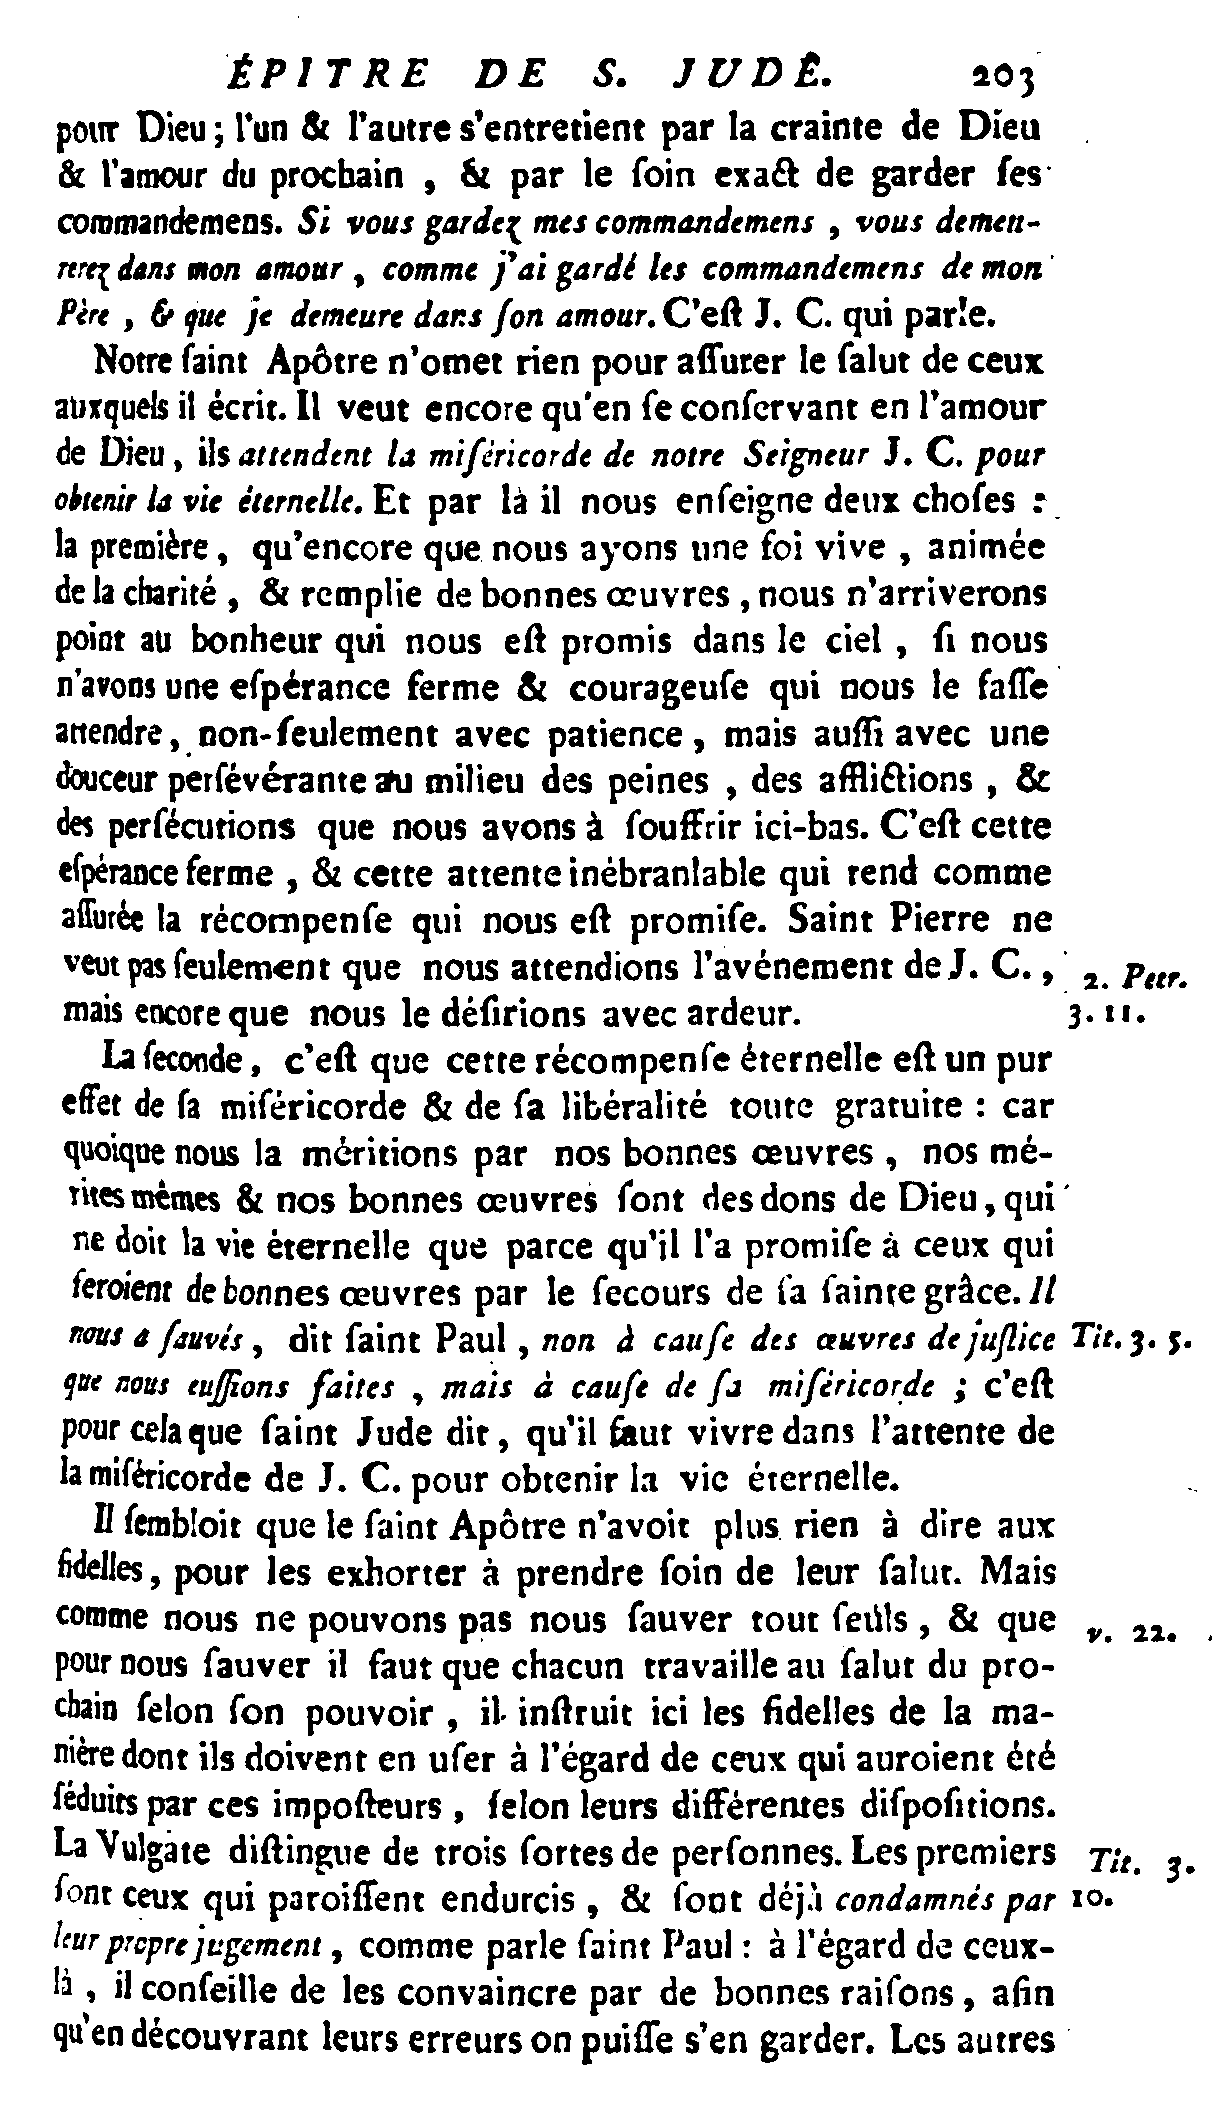 ÉPITRE DE S. JUDE. 203
pour Dieu ; l'un & l'autre s'entretient par la crainte de Dieu
& l'amour du prochain , & par le ſoin exact de garder ſes
commandemens. Si vous gardez mes commandemens , vous demeu-
rerez dans mon amour , comme j'ai gardé les commandemens de mon
Père , & que je demeure dans ſon amour. C'eſt J. C. qui parle.
Notre ſaint Apôtre n'omet rien pour aſſurer le ſalut de ceux
auxquels il écrit. Il veut encore qu'en ſe conſervant en l'amour
de Dieu , ils attendent la miſéricorde de notre Seigneur J. C. pour
obtenir la vie éternelle. Et par là il nous enſeigne deux choſes :
la première , qu'encore que nous ayons une foi vive , animée
de la charité , & remplie de bonnes œuvres , nous n'arriverons
point au bonheur qui nous eſt promis dans le ciel , ſi nous
n'avons une eſpérance ferme & courageuſe qui nous le faſſe
attendre , non-ſeulement avec patience , mais auſſi avec une
douceur perſévérante au milieu des peines , des afflictions , &
des perſécutions que nous avons à ſouffrir ici-bas. C'eſt cette
eſpérance ferme , & cette attente inébranlable qui rend comme
aſſurée la récompenſe qui nous eſt promiſe. Saint Pierre ne
veut pas ſeulement que nous attendions l'avénement de J. C. , 2. Petr.
mais encore que nous le déſirions avec ardeur. 3. 11.
La ſeconde , c'eſt que cette récompenſe éternelle eſt un pur
effet de ſa miſéricorde & de ſa libéralité toute gratuite : car
quoique nous la méritions par nos bonnes œuvres , nos mé-
rites mêmes & nos bonnes œuvres ſont des dons de Dieu , qui
ne doit la vie éternelle que parce qu'il l'a promiſe à ceux qui
feroient de bonnes œuvres par le ſecours de ſa ſainte grâce. Il
nous a ſauvés , dit ſaint Paul , non à cauſe des œuvres de juſtice Tit. 3. 5.
que nous euſſions faites , mais à cauſe de ſa miſéricorde ; c'eſt
pour cela que ſaint Jude dit , qu'il faut vivre dans l'attente de
la miſéricorde de J. C. pour obtenir la vie éternelle.
Il ſembloit que le ſaint Apôtre n'avoit plus rien à dire aux
fidelles , pour les exhorter à prendre ſoin de leur ſalut. Mais
comme nous ne pouvons pas nous ſauver tout ſeuls , & que v. 22.
pour nous ſauver il faut que chacun travaille au ſalut du pro-
chain ſelon ſon pouvoir , il inſtruit ici les fidelles de la ma-
nière dont ils doivent en uſer à l'égard de ceux qui auroient été
ſéduits par ces impoſteurs , ſelon leurs différentes diſpoſitions.
La Vulgate diſtingue de trois ſortes de perſonnes. Les premiers Tit. 3.
ſont ceux qui paroiſſent endurcis , & ſont déjà condamnés par 10.
leur propre jugement , comme parle ſaint Paul : à l'égard de ceux-
là , il conſeille de les convaincre par de bonnes raiſons , afin
qu'en découvrant leurs erreurs on puiſſe s'en garder. Les autres